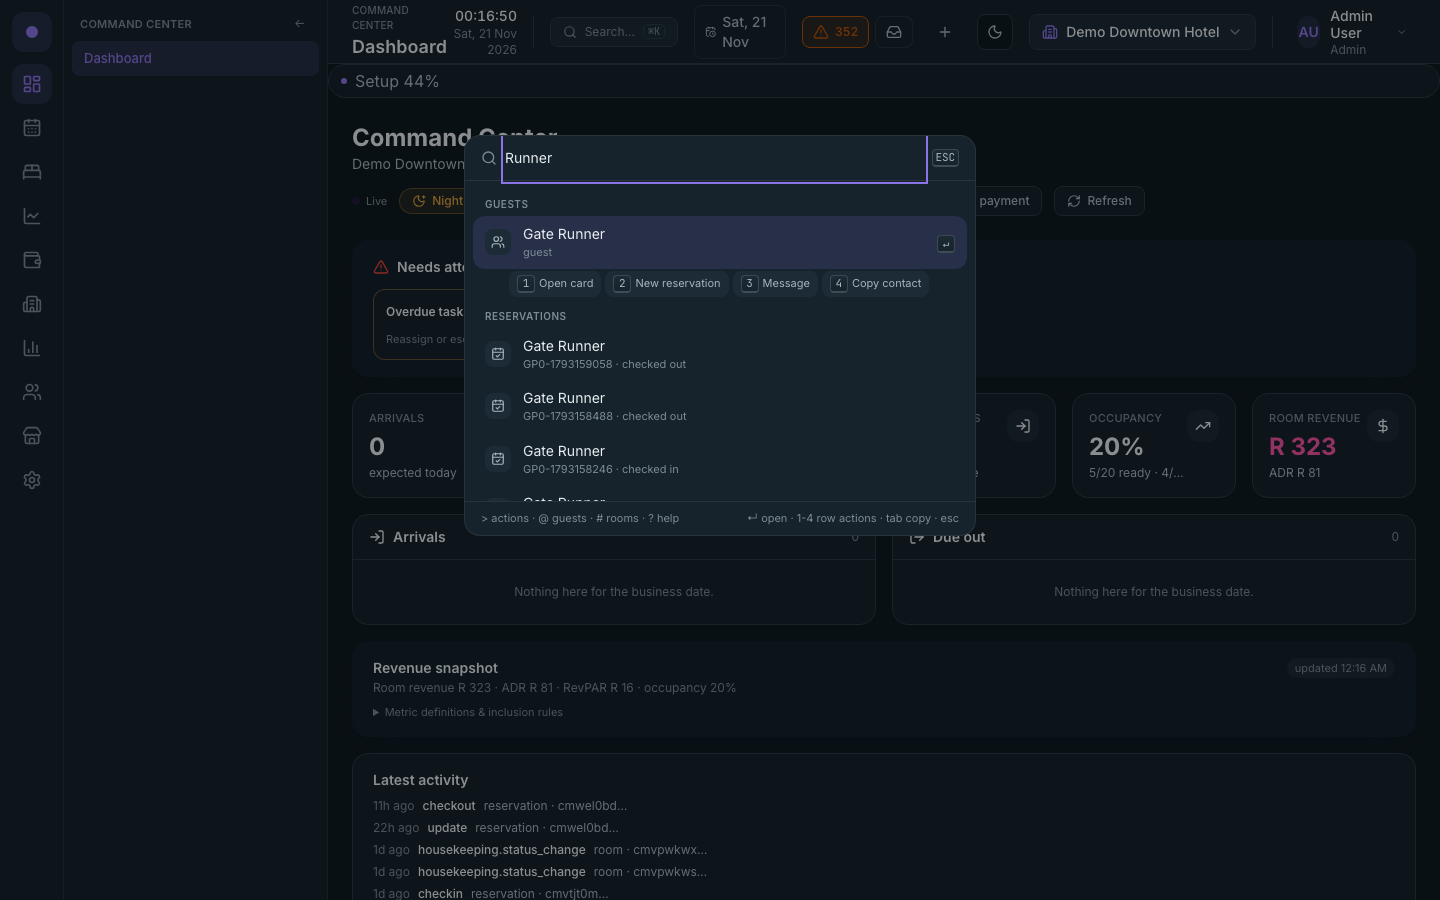 COMMAND CENTER
←
Dashboard
COMMAND
CENTER
Dashboard
00:16:50
Sat, 21 Nov
2026
Search...
⌘K
Sat, 21
Nov
352
Demo Downtown Hotel
AU
Admin
User
Admin
Setup 44%
Command Center
Demo Downtown
Live
Night
payment
Refresh
Runner
ESC
GUESTS
Gate Runner
guest
1 Open card
2 New reservation
3 Message
4 Copy contact
RESERVATIONS
Gate Runner
GP0-1793159058 · checked out
Gate Runner
GP0-1793158488 · checked out
Gate Runner
GP0-1793158246 · checked in
Gate Runner
> actions · @ guests · # rooms · ? help
↵ open · 1-4 row actions · tab copy · esc
Overdue task
ARRIVALS
0
expected today
OCCUPANCY
20%
5/20 ready · 4/...
ROOM REVENUE
R 323
ADR R 81
Arrivals
0
Nothing here for the business date.
Due out
0
Nothing here for the business date.
Revenue snapshot
updated 12:16 AM
Room revenue R 323 · ADR R 81 · RevPAR R 16 · occupancy 20%
Metric definitions & inclusion rules
Latest activity
11h ago checkout reservation · cmwel0bd...
22h ago update reservation · cmwel0bd...
1d ago housekeeping.status_change room · cmvpwkwx...
1d ago housekeeping.status_change room · cmvpwkws...
1d ago checkin reservation · cmvtjt0m...